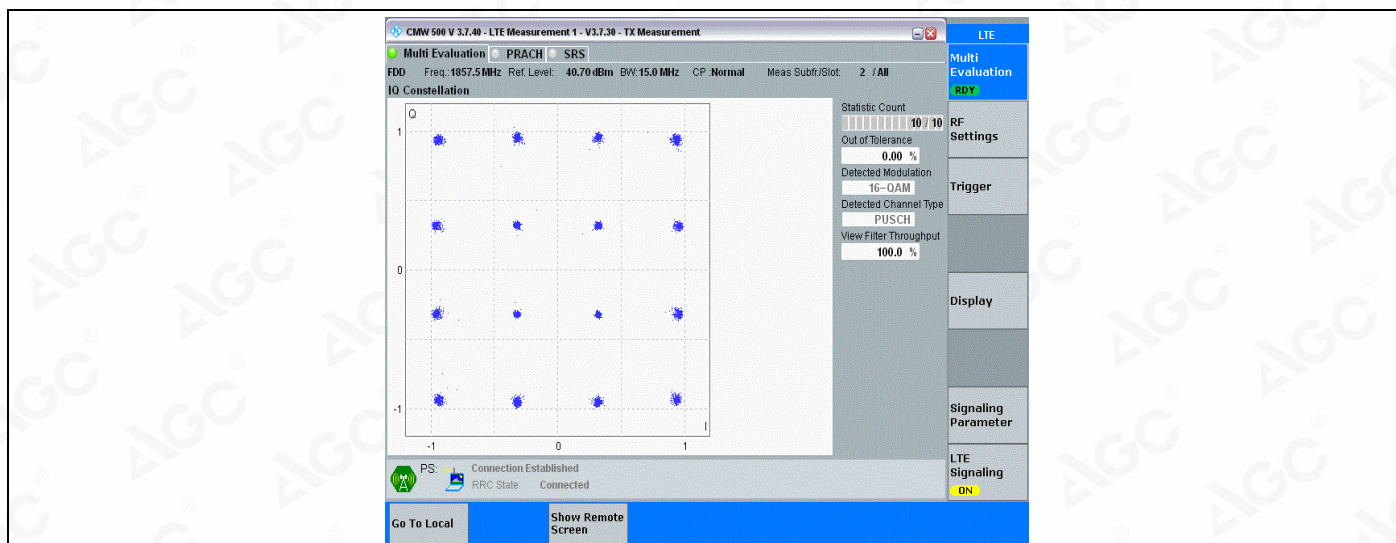 CMW 500 V 3.7.40 - LTE Measurement 1 - V3.7.30 - TX Measurement
LTE
Multi Evaluation PRACH SRS
FDD Freq.:1857.5 MHz Ref. Level: 40.70 dBm BW:15.0 MHz CP :Normal Meas Subfr./Slot: 2 / All
IQ Constellation
Q
1
0
-1
-1 0 1
I
Statistic Count
10 / 10
Out of Tolerance
0.00 %
Detected Modulation
16-QAM
Detected Channel Type
PUSCH
View Filter Throughput
100.0 %
Multi
Evaluation
RDY
RF
Settings
Trigger
Display
Signaling
Parameter
LTE
Signaling
ON
PS: Connection Established
RRC State: Connected
Go To Local
Show Remote
Screen
AGC